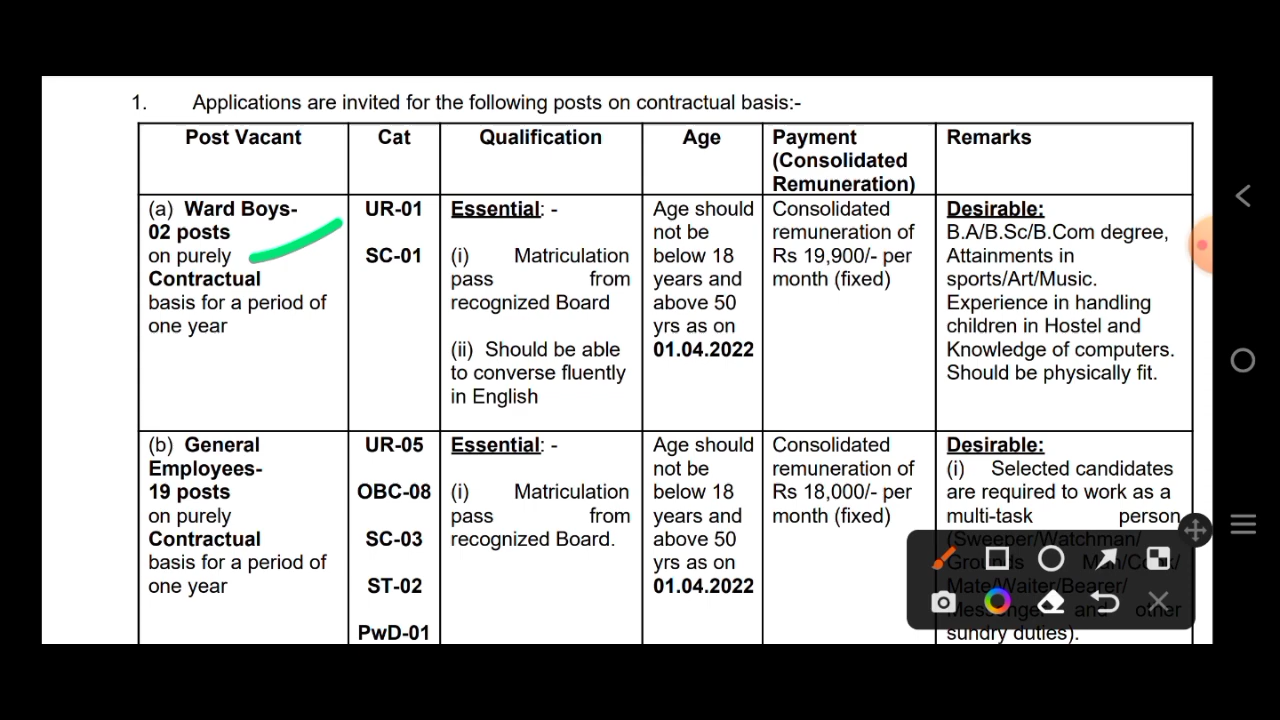 1. Applications are invited for the following posts on contractual basis:-
Post Vacant Cat Qualification Age Payment (Consolidated Remuneration) Remarks
(a) Ward Boys-
02 posts
on purely
Contractual
basis for a period of
one year
UR-01
SC-01
Essential: -
(i) Matriculation
pass from
recognized Board
(ii) Should be able
to converse fluently
in English
Age should
not be
below 18
years and
above 50
yrs as on
01.04.2022
Consolidated
remuneration of
Rs 19,900/- per
month (fixed)
Desirable:
B.A/B.Sc/B.Com degree,
Attainments in
sports/Art/Music.
Experience in handling
children in Hostel and
Knowledge of computers.
Should be physically fit.
(b) General
Employees-
19 posts
on purely
Contractual
basis for a period of
one year
UR-05
OBC-08
SC-03
ST-02
PwD-01
Essential: -
(i) Matriculation
pass from
recognized Board.
Age should
not be
below 18
years and
above 50
yrs as on
01.04.2022
Consolidated
remuneration of
Rs 18,000/- per
month (fixed)
Desirable:
(i) Selected candidates
are required to work as a
multi-task person
(Sweeper/Watchman/
Mate/Waiter/Bearer/
and other
sundry duties).